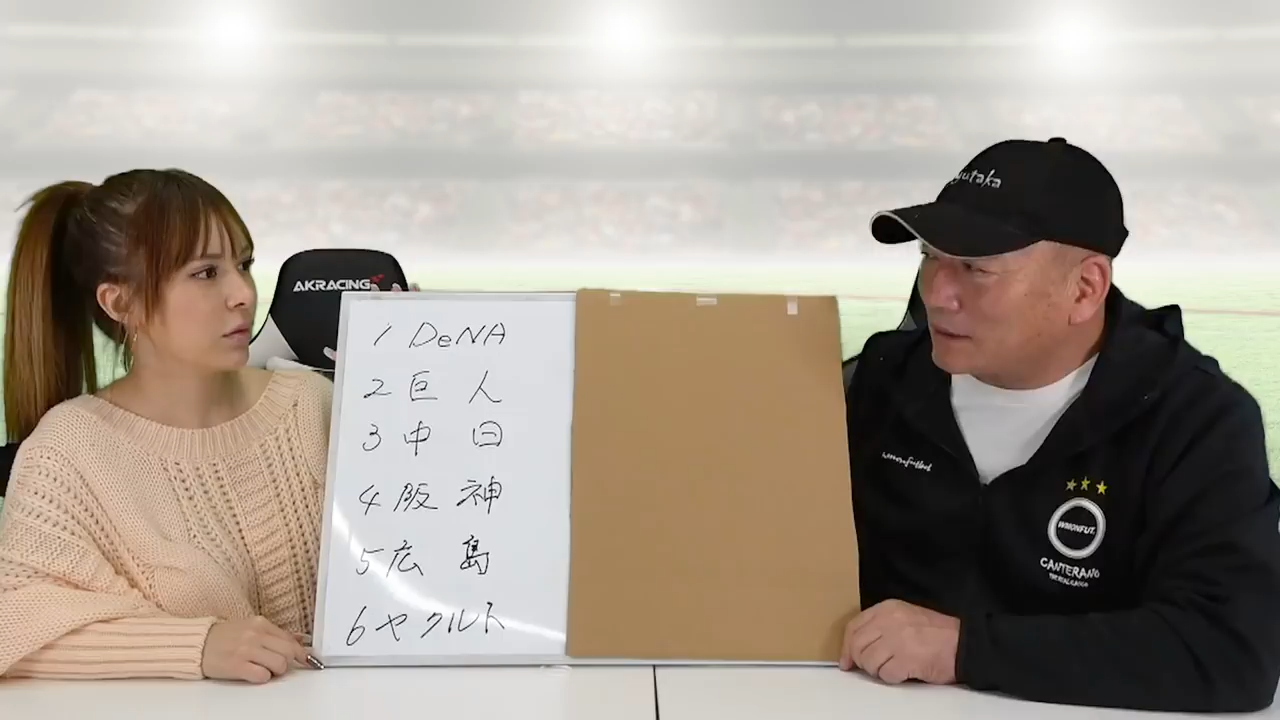 yutaka
AKRACING
1 DeNA
2 巨人
3 中日
4 阪神
5 広島
6 ヤクルト
WMONFUT.
CANTERANO